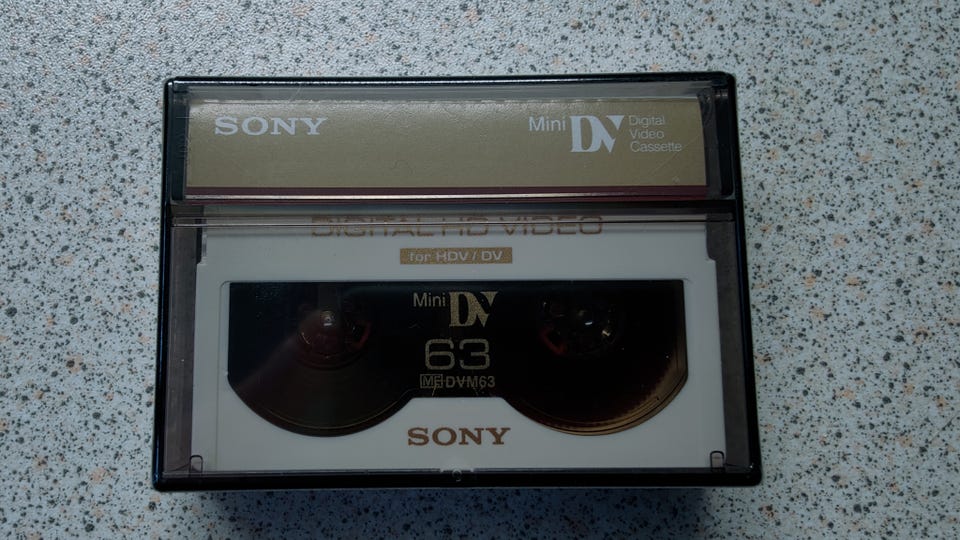 SONY
Mini DV Digital
Video
Cassette
DIGITAL HD VIDEO
for HDV / DV
Mini DV
63
ME DVM63
SONY